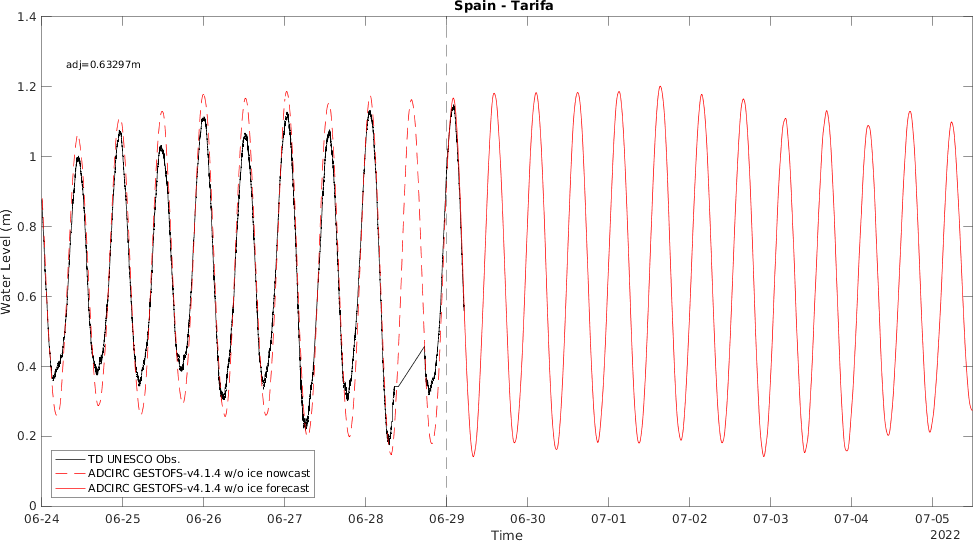 Spain - Tarifa
1.4
adj=0.63297m
1.2
1
0.8
Water Level (m)
0.6
0.4
0.2
TD UNESCO Obs.
ADCIRC GESTOFS-v4.1.4 w/o ice nowcast
ADCIRC GESTOFS-v4.1.4 w/o ice forecast
0
06-24 06-25 06-26 06-27 06-28 06-29 06-30 07-01 07-02 07-03 07-04 07-05
Time
2022